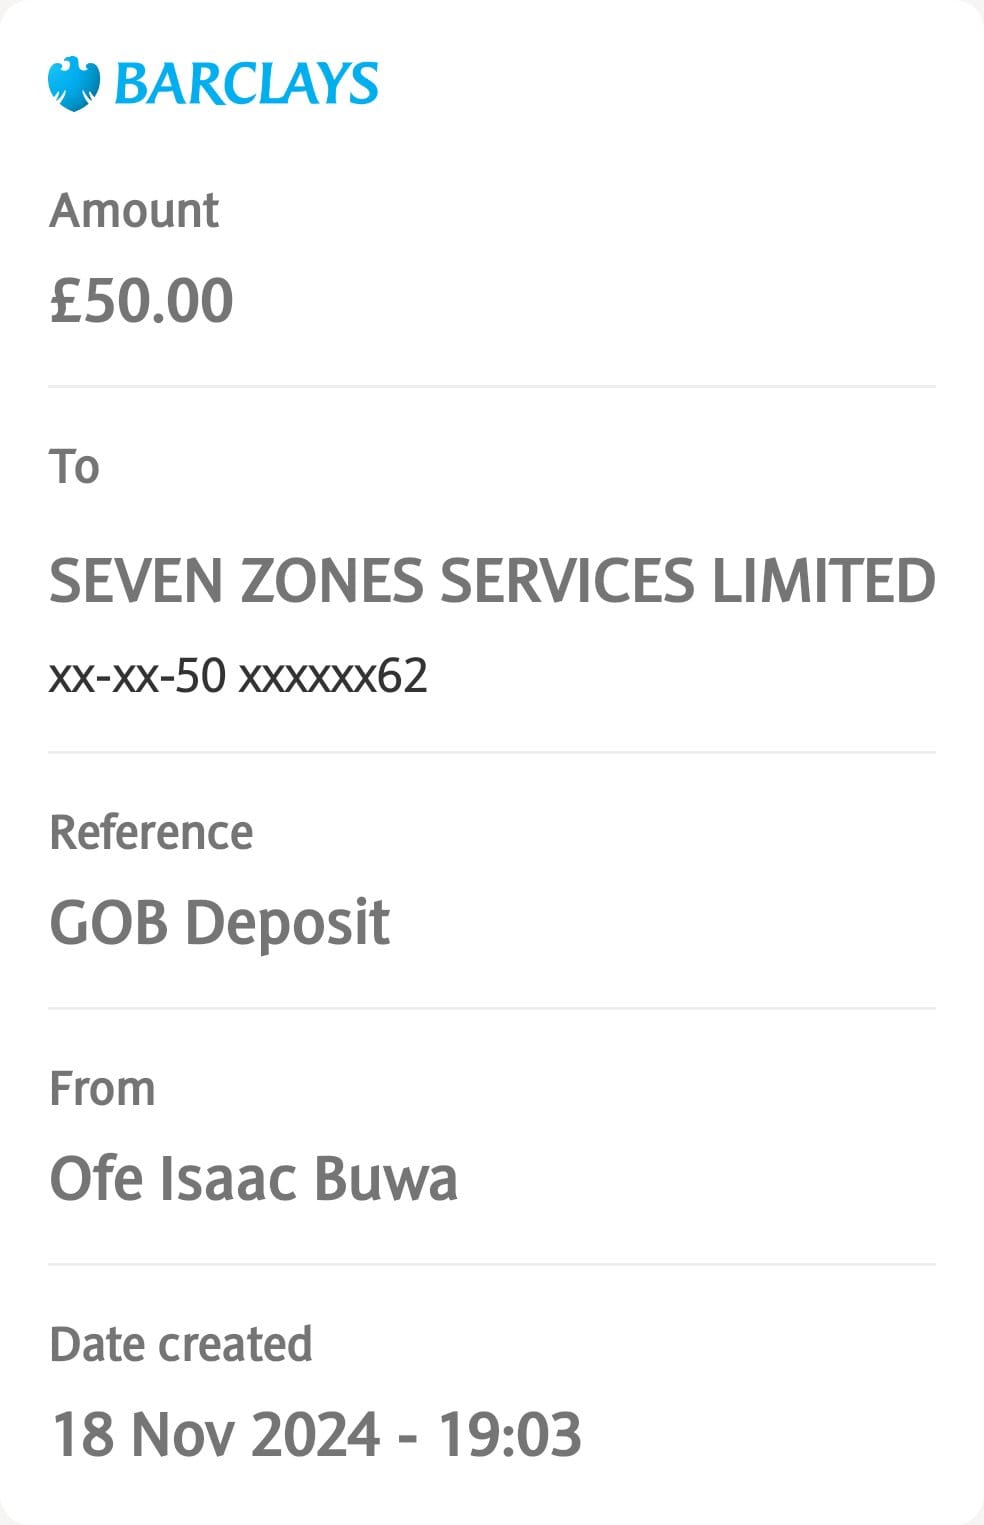 BARCLAYS
Amount
£50.00
To
SEVEN ZONES SERVICES LIMITED
xx-xx-50 xxxxxx62
Reference
GOB Deposit
From
Ofe Isaac Buwa
Date created
18 Nov 2024 - 19:03